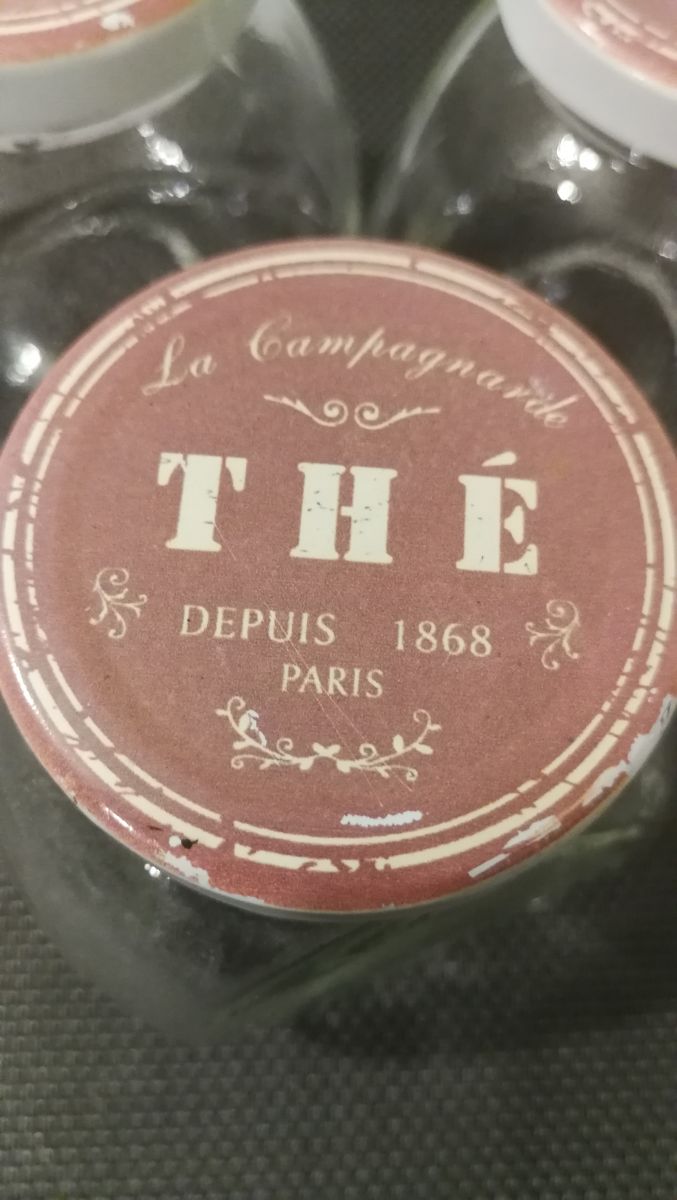 La Campagnarde
THÉ
DEPUIS 1868
PARIS